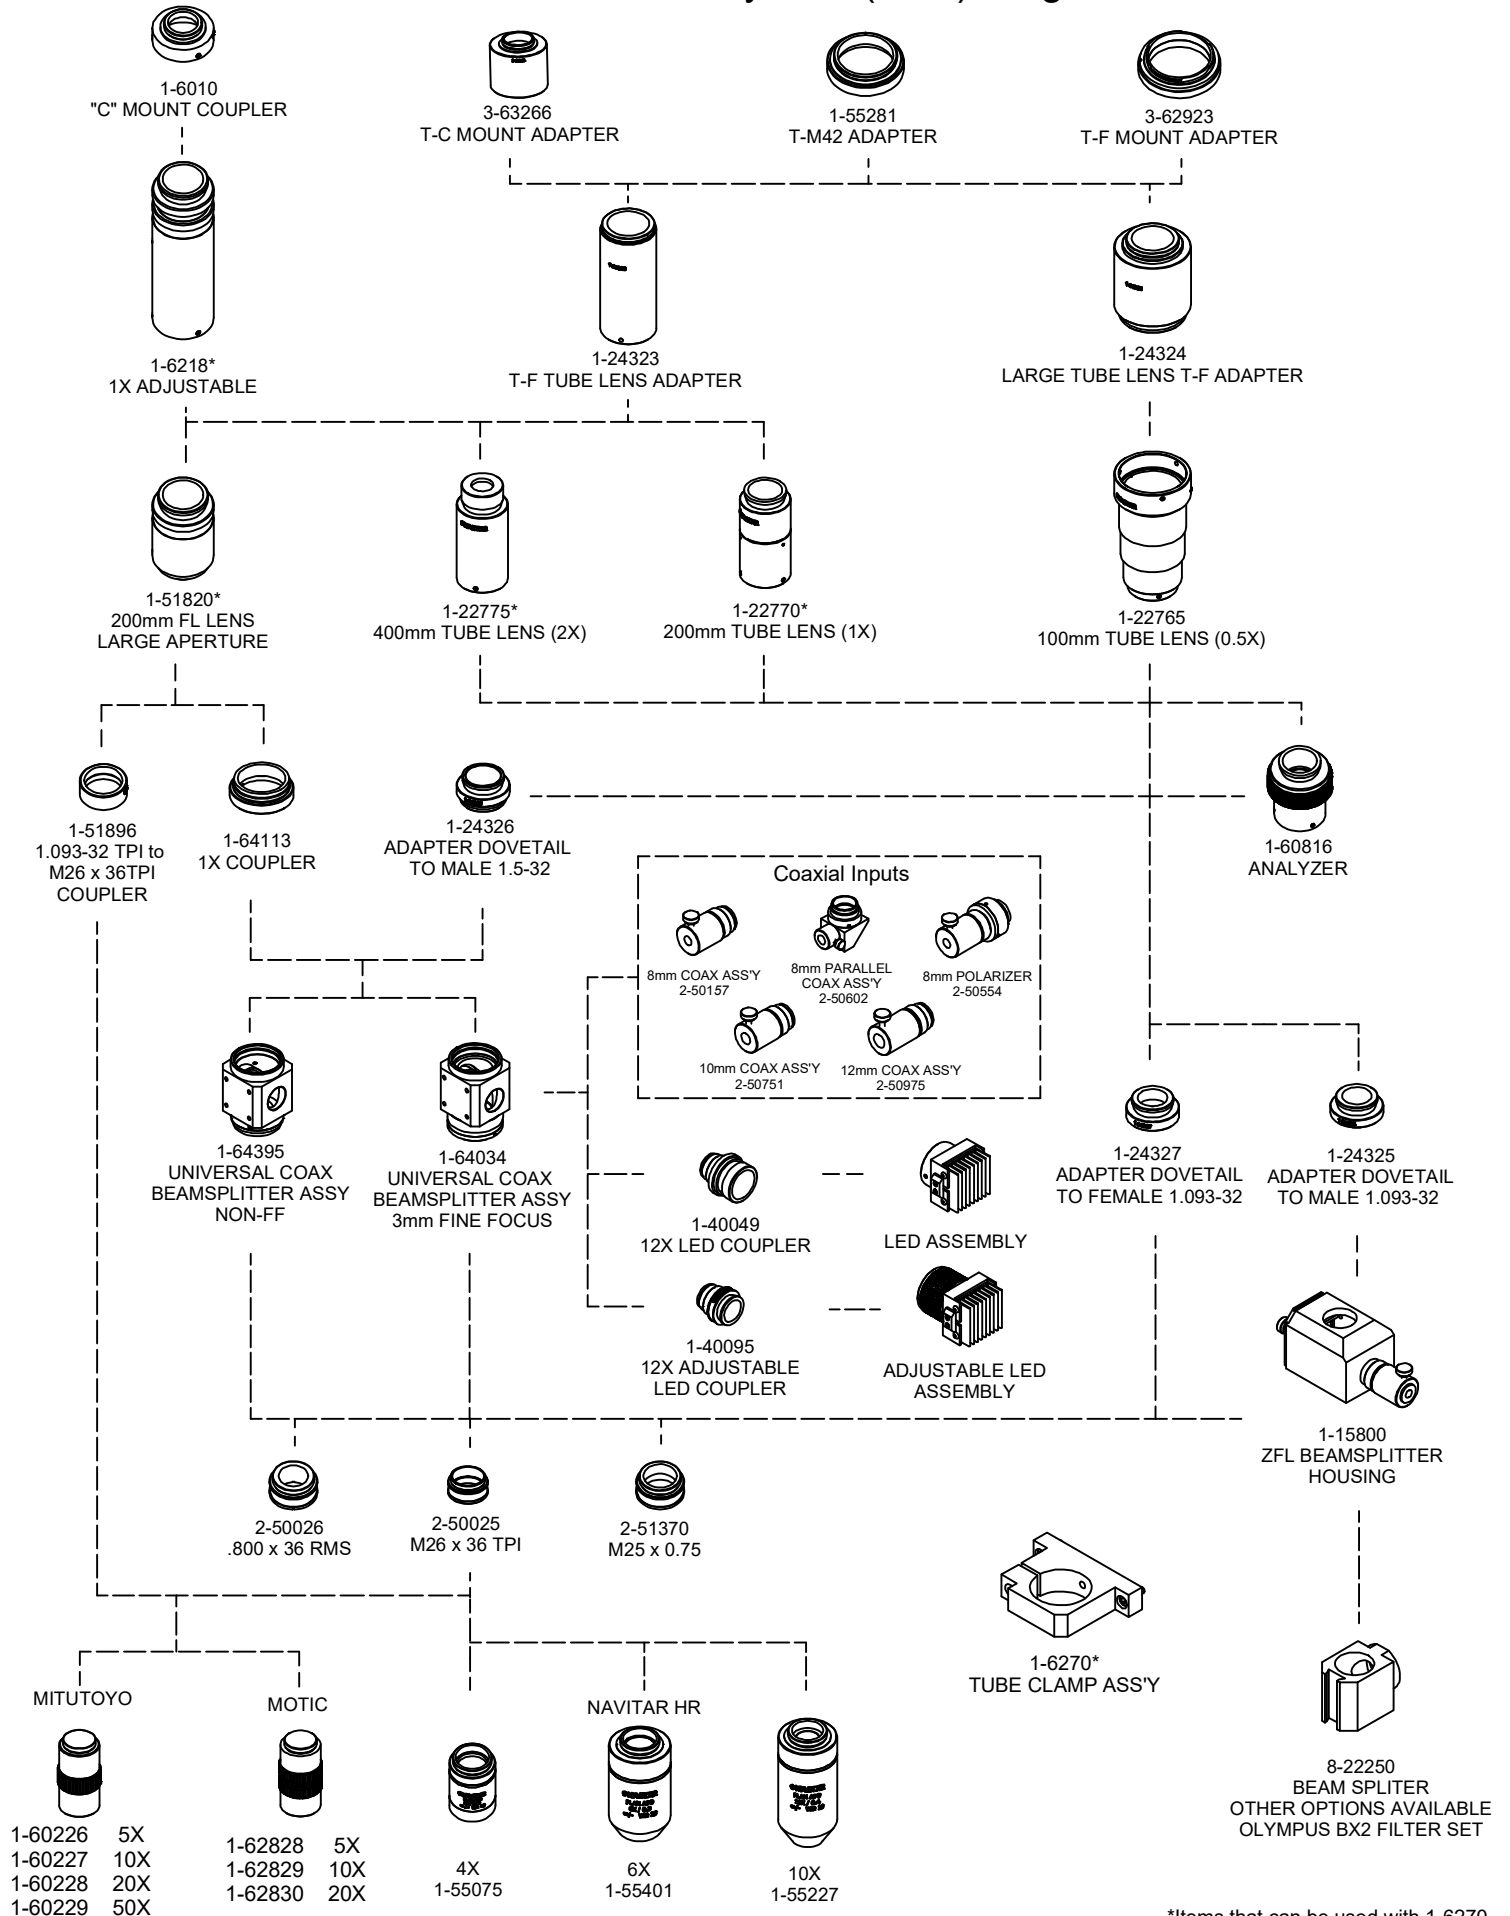 1-6010
"C" MOUNT COUPLER
3-63266
T-C MOUNT ADAPTER
1-55281
T-M42 ADAPTER
3-62923
T-F MOUNT ADAPTER
1-6218*
1X ADJUSTABLE
1-24323
T-F TUBE LENS ADAPTER
1-24324
LARGE TUBE LENS T-F ADAPTER
1-51820*
200mm FL LENS
LARGE APERTURE
1-22775*
400mm TUBE LENS (2X)
1-22770*
200mm TUBE LENS (1X)
1-22765
100mm TUBE LENS (0.5X)
1-51896
1.093-32 TPI to
M26 x 36TPI
COUPLER
1-64113
1X COUPLER
1-24326
ADAPTER DOVETAIL
TO MALE 1.5-32
1-60816
ANALYZER
Coaxial Inputs
8mm COAX ASS'Y
2-50157
8mm PARALLEL
COAX ASS'Y
2-50602
8mm POLARIZER
2-50554
10mm COAX ASS'Y
2-50751
12mm COAX ASS'Y
2-50975
1-64395
UNIVERSAL COAX
BEAMSPLITTER ASSY
NON-FF
1-64034
UNIVERSAL COAX
BEAMSPLITTER ASSY
3mm FINE FOCUS
1-40049
12X LED COUPLER
LED ASSEMBLY
1-24327
ADAPTER DOVETAIL
TO FEMALE 1.093-32
1-24325
ADAPTER DOVETAIL
TO MALE 1.093-32
1-40095
12X ADJUSTABLE
LED COUPLER
ADJUSTABLE LED
ASSEMBLY
1-15800
ZFL BEAMSPLITTER
HOUSING
2-50026
.800 x 36 RMS
2-50025
M26 x 36 TPI
2-51370
M25 x 0.75
1-6270*
TUBE CLAMP ASS'Y
8-22250
BEAM SPLITER
OTHER OPTIONS AVAILABLE
OLYMPUS BX2 FILTER SET
MITUTOYO
MOTIC
NAVITAR HR
1-60226 5X
1-60227 10X
1-60228 20X
1-60229 50X
1-62828 5X
1-62829 10X
1-62830 20X
4X
1-55075
6X
1-55401
10X
1-55227
*Items that can be used with 1-6270